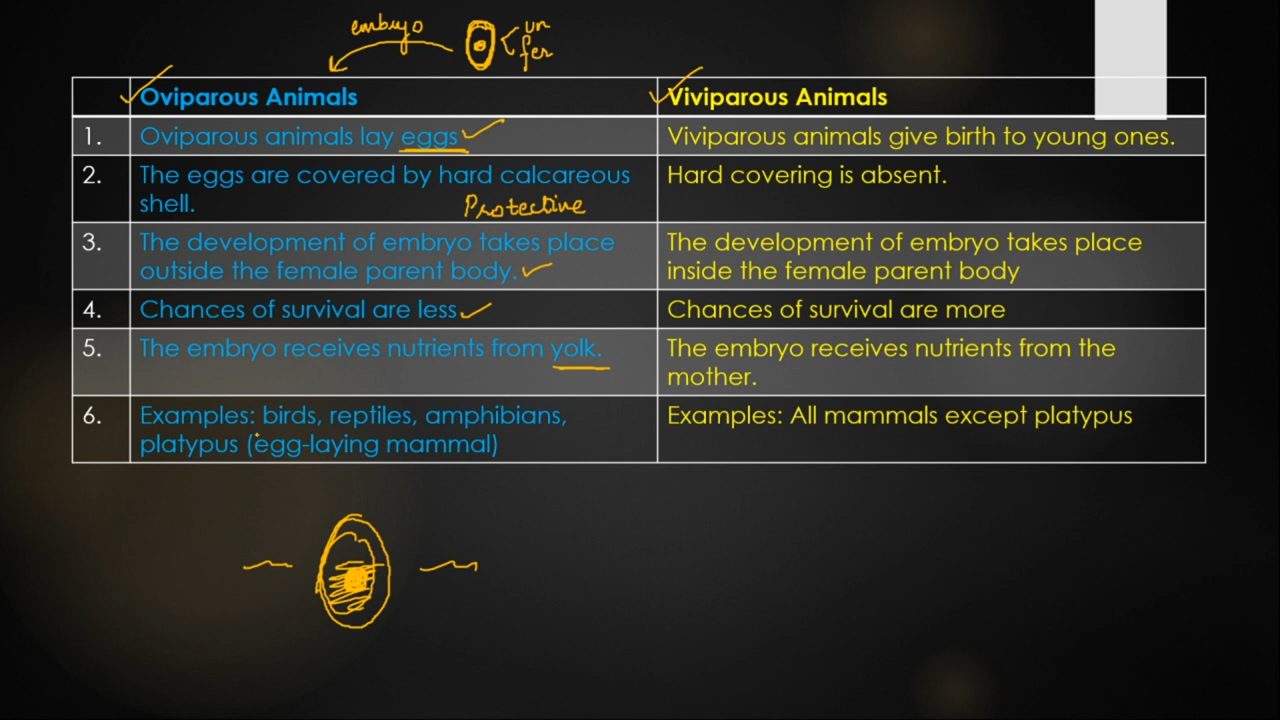 embryo
un
fer
Oviparous Animals
Viviparous Animals
1.
Oviparous animals lay eggs
Viviparous animals give birth to young ones.
2.
The eggs are covered by hard calcareous
shell.
Protective
Hard covering is absent.
3.
The development of embryo takes place
outside the female parent body.
The development of embryo takes place
inside the female parent body
4.
Chances of survival are less
Chances of survival are more
5.
The embryo receives nutrients from yolk.
The embryo receives nutrients from the
mother.
6.
Examples: birds, reptiles, amphibians,
platypus (egg-laying mammal)
Examples: All mammals except platypus